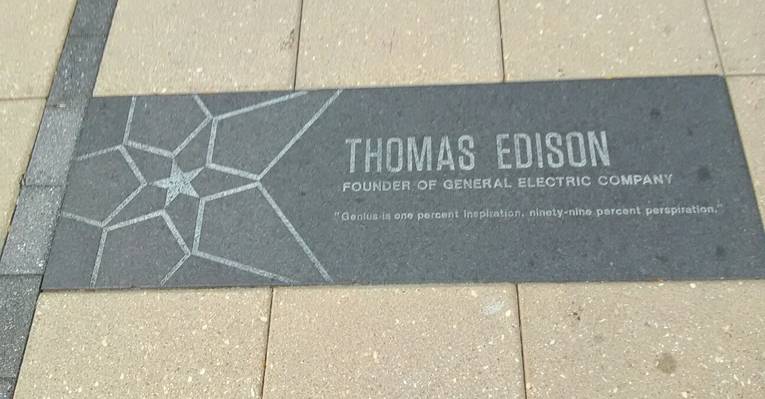 THOMAS EDISON
FOUNDER OF GENERAL ELECTRIC COMPANY
"Genius is one percent inspiration, ninety-nine percent perspiration."